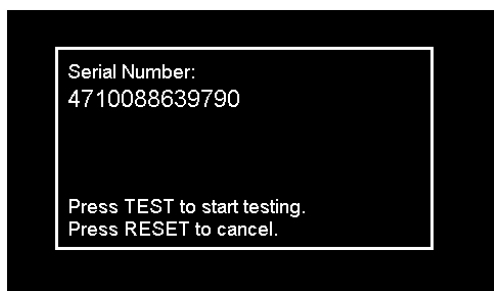 Serial Number:
4710088639790
Press TEST to start testing.
Press RESET to cancel.